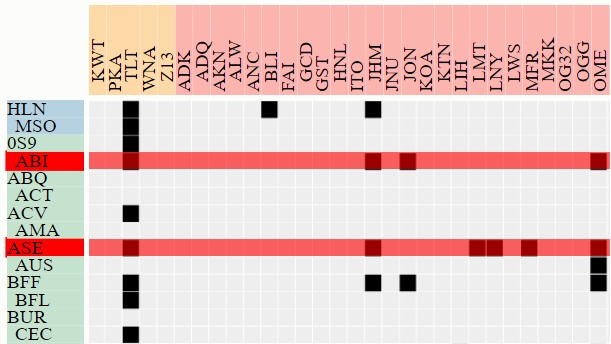 KWT PKA TLT WNA Z13 ADK ADQ AKN ALW ANC BLI FAI GCD GST HNL ITO JHM JNU JON KOA KTN LIH LMT LNY LWS MFR MKK OG32 OGG OME
HLN
MSO
0S9
ABI
ABQ
ACT
ACV
AMA
ASE
AUS
BFF
BFL
BUR
CEC